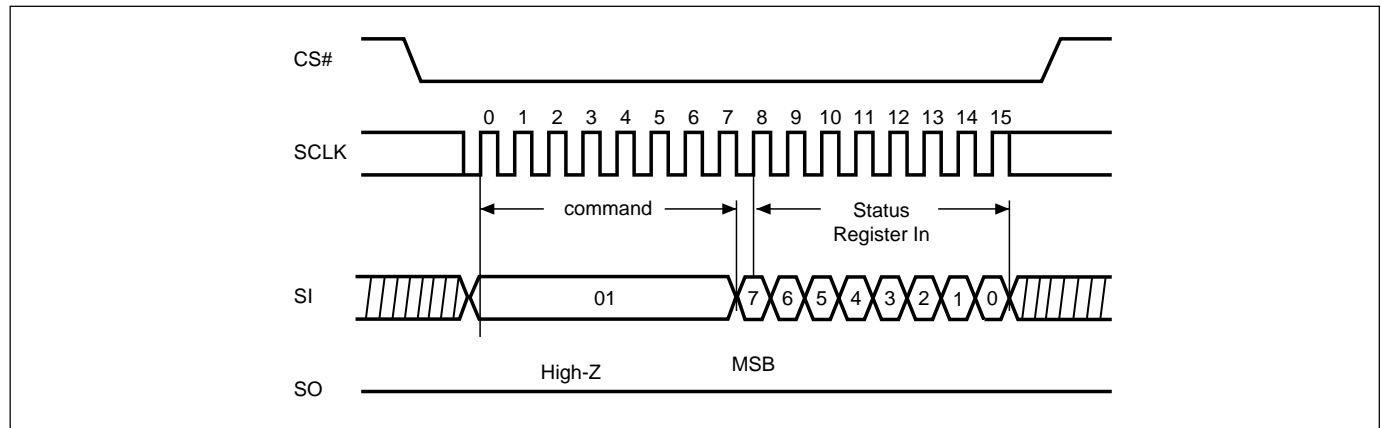 CS#
0 1 2 3 4 5 6 7 8 9 10 11 12 13 14 15
SCLK
command
Status
Register In
SI
01
7 6 5 4 3 2 1 0
High-Z
MSB
SO